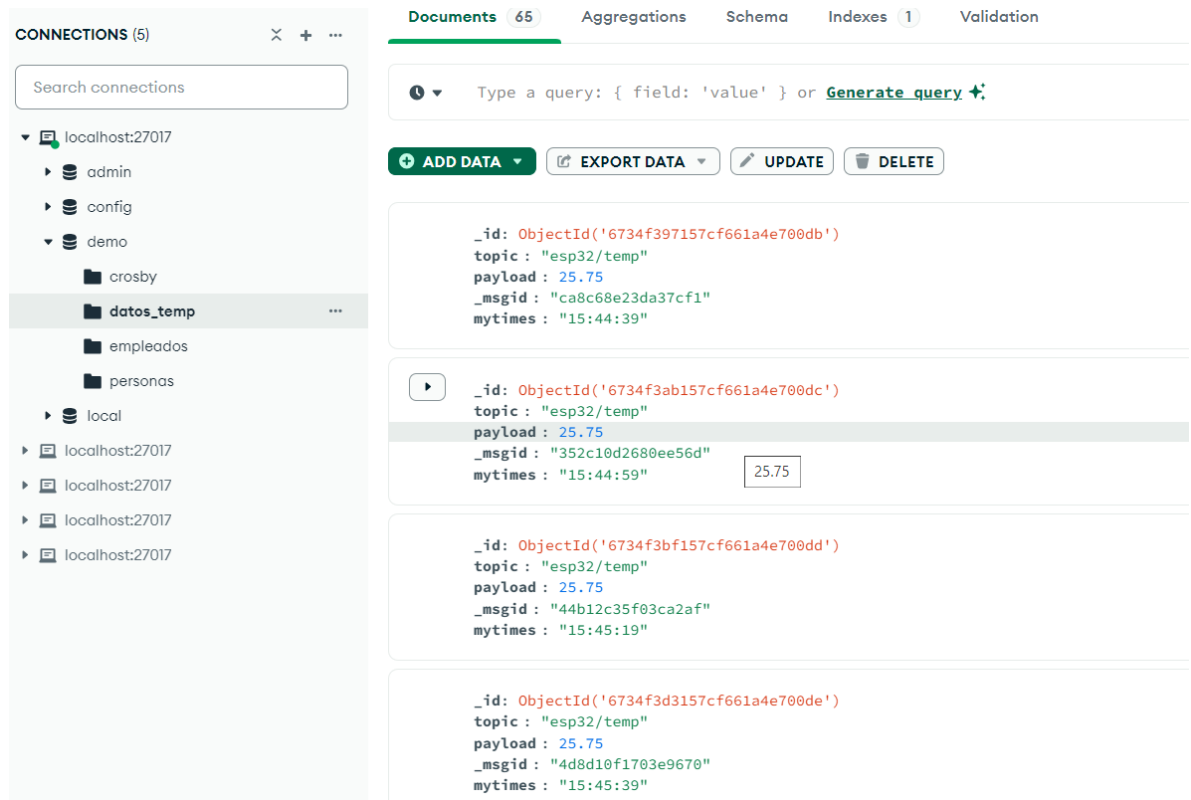 CONNECTIONS (5)
Search connections
localhost:27017
admin
config
demo
crosby
datos_temp
empleados
personas
local
localhost:27017
localhost:27017
localhost:27017
localhost:27017
Documents 65 Aggregations Schema Indexes 1 Validation
Type a query: { field: 'value' } or Generate query
ADD DATA EXPORT DATA UPDATE DELETE
_id: ObjectId('6734f397157cf661a4e700db')
topic : "esp32/temp"
payload : 25.75
_msgid : "ca8c68e23da37cf1"
mytimes : "15:44:39"
_id: ObjectId('6734f3ab157cf661a4e700dc')
topic : "esp32/temp"
payload : 25.75
_msgid : "352c10d2680ee56d"
mytimes : "15:44:59"
25.75
_id: ObjectId('6734f3bf157cf661a4e700dd')
topic : "esp32/temp"
payload : 25.75
_msgid : "44b12c35f03ca2af"
mytimes : "15:45:19"
_id: ObjectId('6734f3d3157cf661a4e700de')
topic : "esp32/temp"
payload : 25.75
_msgid : "4d8d10f1703e9670"
mytimes : "15:45:39"